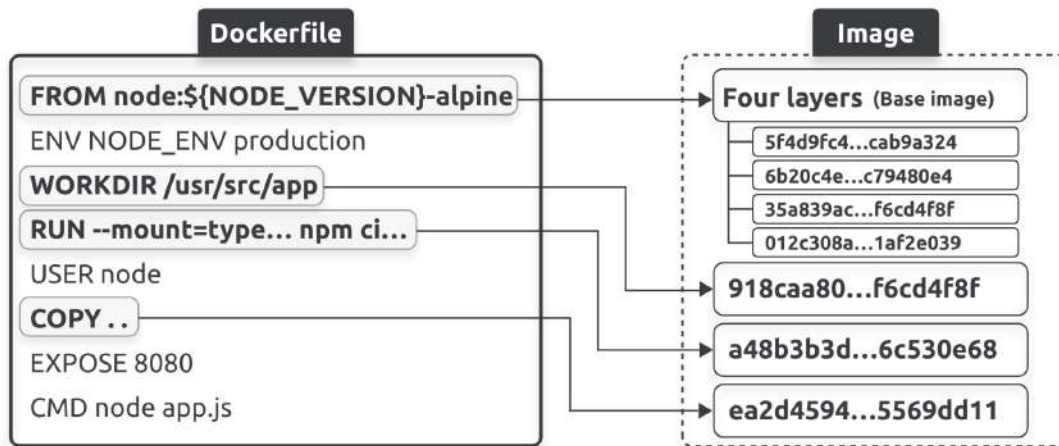 Dockerfile
FROM node:${NODE_VERSION}-alpine
ENV NODE_ENV production
WORKDIR /usr/src/app
RUN --mount=type... npm ci...
USER node
COPY . .
EXPOSE 8080
CMD node app.js
Image
Four layers (Base image)
5f4d9fc4...cab9a324
6b20c4e...c79480e4
35a839ac...f6cd4f8f
012c308a...1af2e039
918caa80...f6cd4f8f
a48b3b3d...6c530e68
ea2d4594...5569dd11